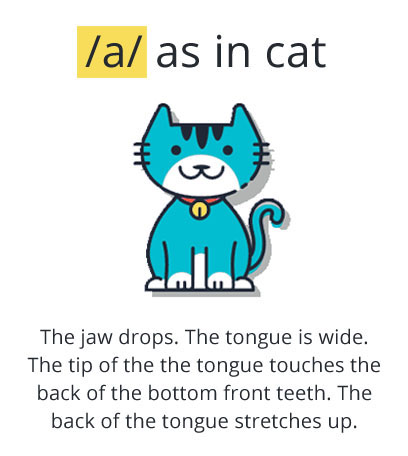 /a/ as in cat
The jaw drops. The tongue is wide.
The tip of the the tongue touches the
back of the bottom front teeth. The
back of the tongue stretches up.